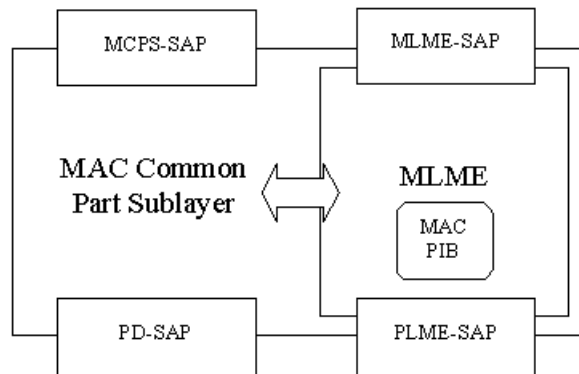 MCPS-SAP
MLME-SAP
MAC Common
Part Sublayer
MLME
MAC
PIB
PD-SAP
PLME-SAP